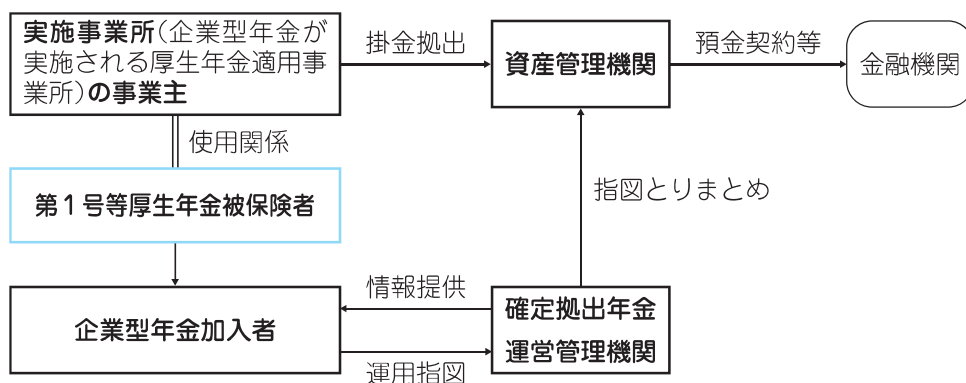 実施事業所(企業型年金が
実施される厚生年金適用事
業所)の事業主
掛金拠出
資産管理機関
預金契約等
金融機関
使用関係
第1号等厚生年金被保険者
指図とりまとめ
企業型年金加入者
情報提供
運用指図
確定拠出年金
運営管理機関